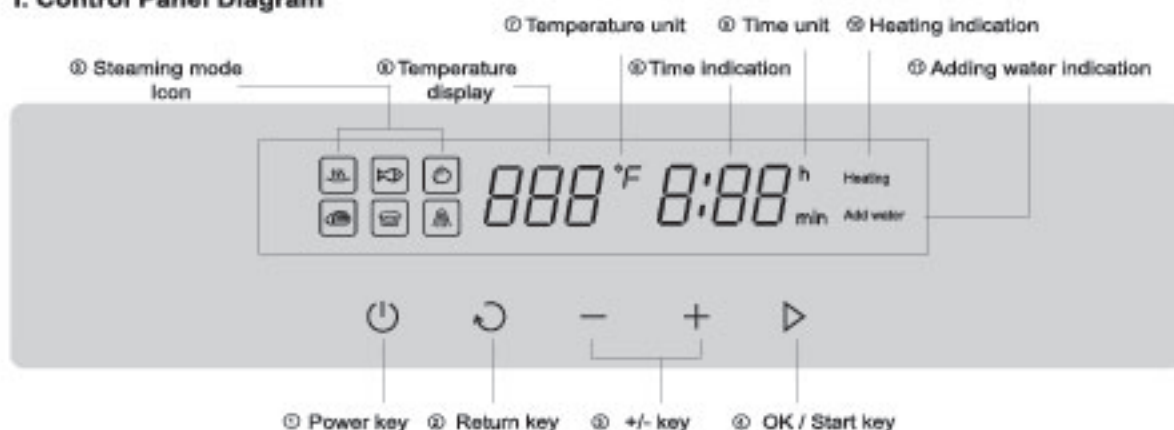 1. Control Panel Diagram
⑦ Temperature unit ⑨ Time unit ⑩ Heating indication
⑤ Steaming mode Icon
⑥ Temperature display
⑧ Time indication
⑪ Adding water indication
888 °F 8:88 h min
Heating
Add water
① Power key ② Return key ③ +/- key ④ OK / Start key